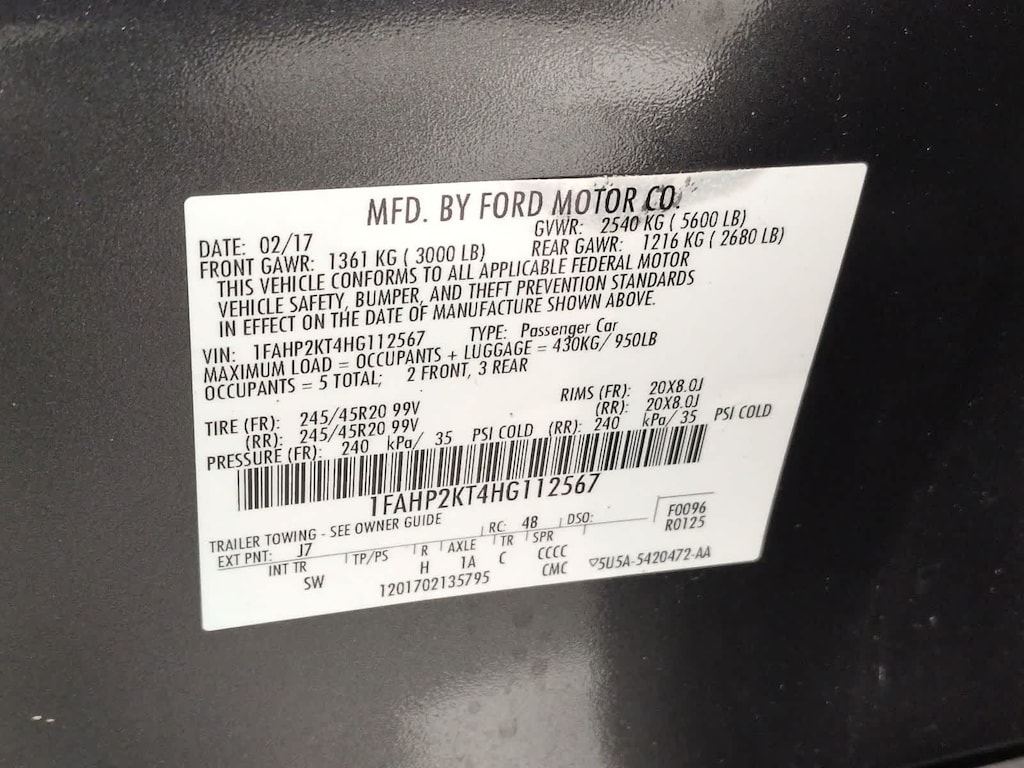 MFD. BY FORD MOTOR CO.
DATE: 02/17 GVWR: 2540 KG ( 5600 LB)
FRONT GAWR: 1361 KG ( 3000 LB) REAR GAWR: 1216 KG ( 2680 LB)
THIS VEHICLE CONFORMS TO ALL APPLICABLE FEDERAL MOTOR
VEHICLE SAFETY, BUMPER, AND THEFT PREVENTION STANDARDS
IN EFFECT ON THE DATE OF MANUFACTURE SHOWN ABOVE.
VIN: 1FAHP2KT4HG112567 TYPE: Passenger Car
MAXIMUM LOAD = OCCUPANTS + LUGGAGE = 430KG/ 950LB
OCCUPANTS = 5 TOTAL; 2 FRONT, 3 REAR
TIRE (FR): 245/45R20 99V RIMS (FR): 20X8.0J
(RR): 245/45R20 99V (RR): 20X8.0J
PRESSURE (FR): 240 kPa/ 35 PSI COLD (RR): 240 kPa/ 35 PSI COLD
1FAHP2KT4HG112567
TRAILER TOWING - SEE OWNER GUIDE
EXT PNT: J7 RC: 48 DSO: F0096
R0125
INT TR TP/PS R AXLE TR SPR
SW H 1A C CCCC
CMC
1201702135795 ▽5U5A-5420472-AA